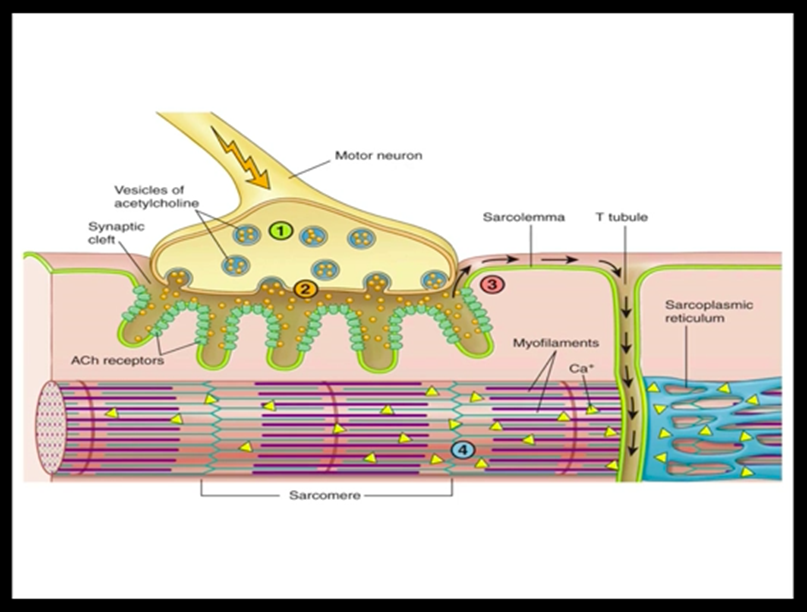 Motor neuron
Vesicles of
acetylcholine
Synaptic
cleft
1
2
3
Sarcolemma
T tubule
Sarcoplasmic
reticulum
Myofilaments
Ca⁺
ACh receptors
4
Sarcomere